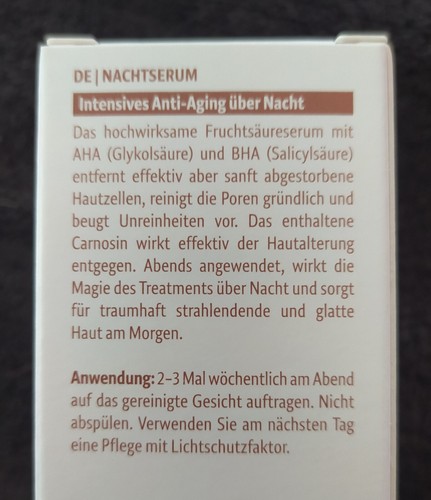 DE | NACHTSERUM
Intensives Anti-Aging über Nacht
Das hochwirksame Fruchtsäureserum mit
AHA (Glykolsäure) und BHA (Salicylsäure)
entfernt effektiv aber sanft abgestorbene
Hautzellen, reinigt die Poren gründlich und
beugt Unreinheiten vor. Das enthaltene
Carnosin wirkt effektiv der Hautalterung
entgegen. Abends angewendet, wirkt die
Magie des Treatments über Nacht und sorgt
für traumhaft strahlendende und glatte
Haut am Morgen.
Anwendung: 2–3 Mal wöchentlich am Abend
auf das gereinigte Gesicht auftragen. Nicht
abspülen. Verwenden Sie am nächsten Tag
eine Pflege mit Lichtschutzfaktor.